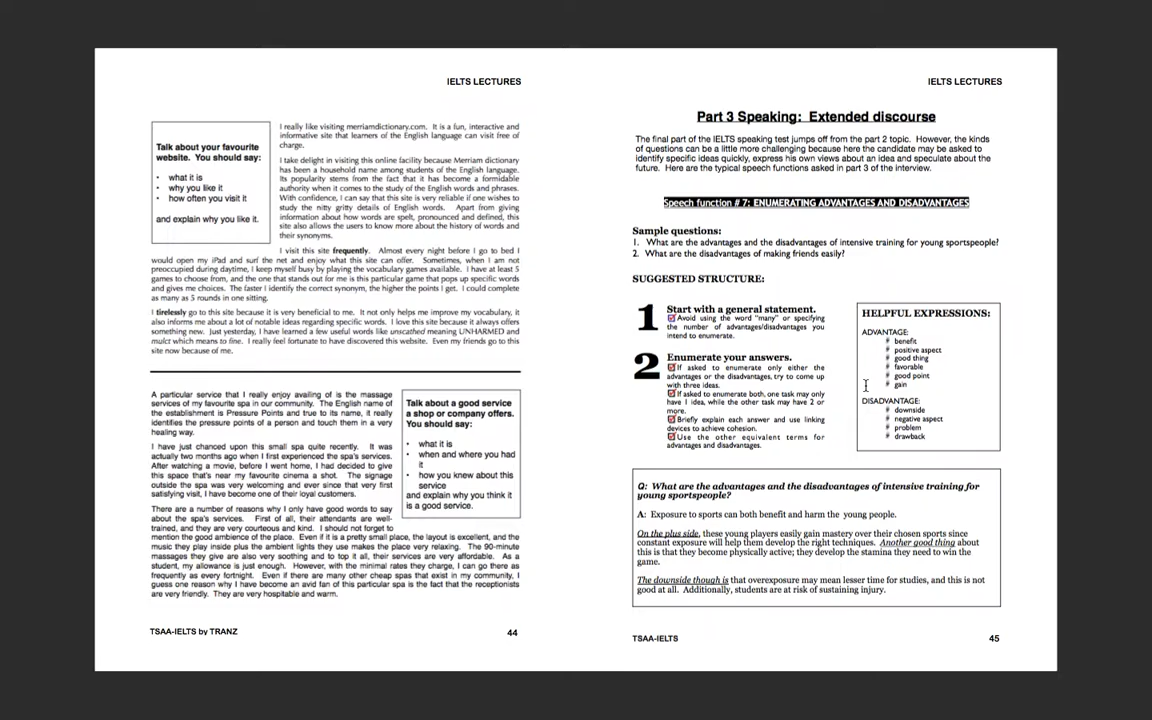 IELTS LECTURES
Talk about your favourite
website. You should say:
• what it is
• why you like it
• how often you visit it
and explain why you like it.
I really like visiting merriamdictionary.com. It is a fun, interactive and
informative site that learners of the English language can visit free of
charge.
I take delight in visiting this online facility because Merriam dictionary
has been a household name among students of the English language.
Its popularity stems from the fact that it has become a formidable
authority when it comes to the study of the English words and phrases.
With confidence, I can say that this site is very reliable if one wishes to
study the nitty gritty details of English words. Apart from giving
information about how words are spelt, pronounced and defined, this
site also allows the users to know more about the history of words and
their synonyms.
I visit this site frequently. Almost every night before I go to bed I
would open my iPad and surf the net and enjoy what this site can offer. Sometimes, when I am not
preoccupied during daytime, I keep myself busy by playing the vocabulary games available. I have at least 5
games to choose from, and the one that stands out for me is this particular game that pops up specific words
and gives me choices. The faster I identify the correct synonym, the higher the points I get. I could complete
as many as 5 rounds in one sitting.
I tirelessly go to this site because it is very beneficial to me. It not only helps me improve my vocabulary, it
also informs me about a lot of notable ideas regarding specific words. I love this site because it always offers
something new. Just yesterday, I have learned a few useful words like unscathed meaning UNHARMED and
mulct which means to fine. I really feel fortunate to have discovered this website. Even my friends go to this
site now because of me.
A particular service that I really enjoy availing of is the massage
services of my favourite spa in our community. The English name of
the establishment is Pressure Points and true to its name, it really
identifies the pressure points of a person and touch them in a very
healing way.
I have just chanced upon this small spa quite recently. It was
actually two months ago when I first experienced the spa's services.
After watching a movie, before I went home, I had decided to give
this space that's near my favourite cinema a shot. The signage
outside the spa was very welcoming and ever since that very first
satisfying visit, I have become one of their loyal customers.
There are a number of reasons why I only have good words to say
about the spa's services. First of all, their attendants are well-
trained, and they are very courteous and kind. I should not forget to
mention the good ambience of the place. Even if it is a pretty small place, the layout is excellent, and the
music they play inside plus the ambient lights they use makes the place very relaxing. The 90-minute
massages they give are also very soothing and to top it all, their services are very affordable. As a
student, my allowance is just enough. However, with the minimal rates they charge, I can go there as
frequently as every fortnight. Even if there are many other cheap spas that exist in my community, I
guess one reason why I have become an avid fan of this particular spa is the fact that the receptionists
are very friendly. They are very hospitable and warm.
Talk about a good service
a shop or company offers.
You should say:
• what it is
• when and where you had
it
• how you knew about this
service
and explain why you think it
is a good service.
TSAA-IELTS by TRANZ
44
IELTS LECTURES
Part 3 Speaking: Extended discourse
The final part of the IELTS speaking test jumps off from the part 2 topic. However, the kinds
of questions can be a little more challenging because here the candidate may be asked to
identify specific ideas quickly, express his own views about an idea and speculate about the
future. Here are the typical speech functions asked in part 3 of the interview.
Speech function # 7: ENUMERATING ADVANTAGES AND DISADVANTAGES
Sample questions:
1. What are the advantages and the disadvantages of intensive training for young sportspeople?
2. What are the disadvantages of making friends easily?
SUGGESTED STRUCTURE:
1 Start with a general statement.
Avoid using the word "many" or specifying
the number of advantages/disadvantages you
intend to enumerate.
2 Enumerate your answers.
If asked to enumerate only either the
advantages or the disadvantages, try to come up
with three ideas.
If asked to enumerate both, one task may only
have 1 idea, while the other task may have 2 or
more.
Briefly explain each answer and use linking
devices to achieve cohesion.
Use the other equivalent terms for
advantages and disadvantages.
HELPFUL EXPRESSIONS:
ADVANTAGE:
# benefit
# positive aspect
# good thing
# favorable
# good point
# gain
DISADVANTAGE:
# downside
# negative aspect
# problem
# drawback
Q: What are the advantages and the disadvantages of intensive training for
young sportspeople?
A: Exposure to sports can both benefit and harm the young people.
On the plus side, these young players easily gain mastery over their chosen sports since
constant exposure will help them develop the right techniques. Another good thing about
this is that they become physically active; they develop the stamina they need to win the
game.
The downside though is that overexposure may mean lesser time for studies, and this is not
good at all. Additionally, students are at risk of sustaining injury.
TSAA-IELTS
45